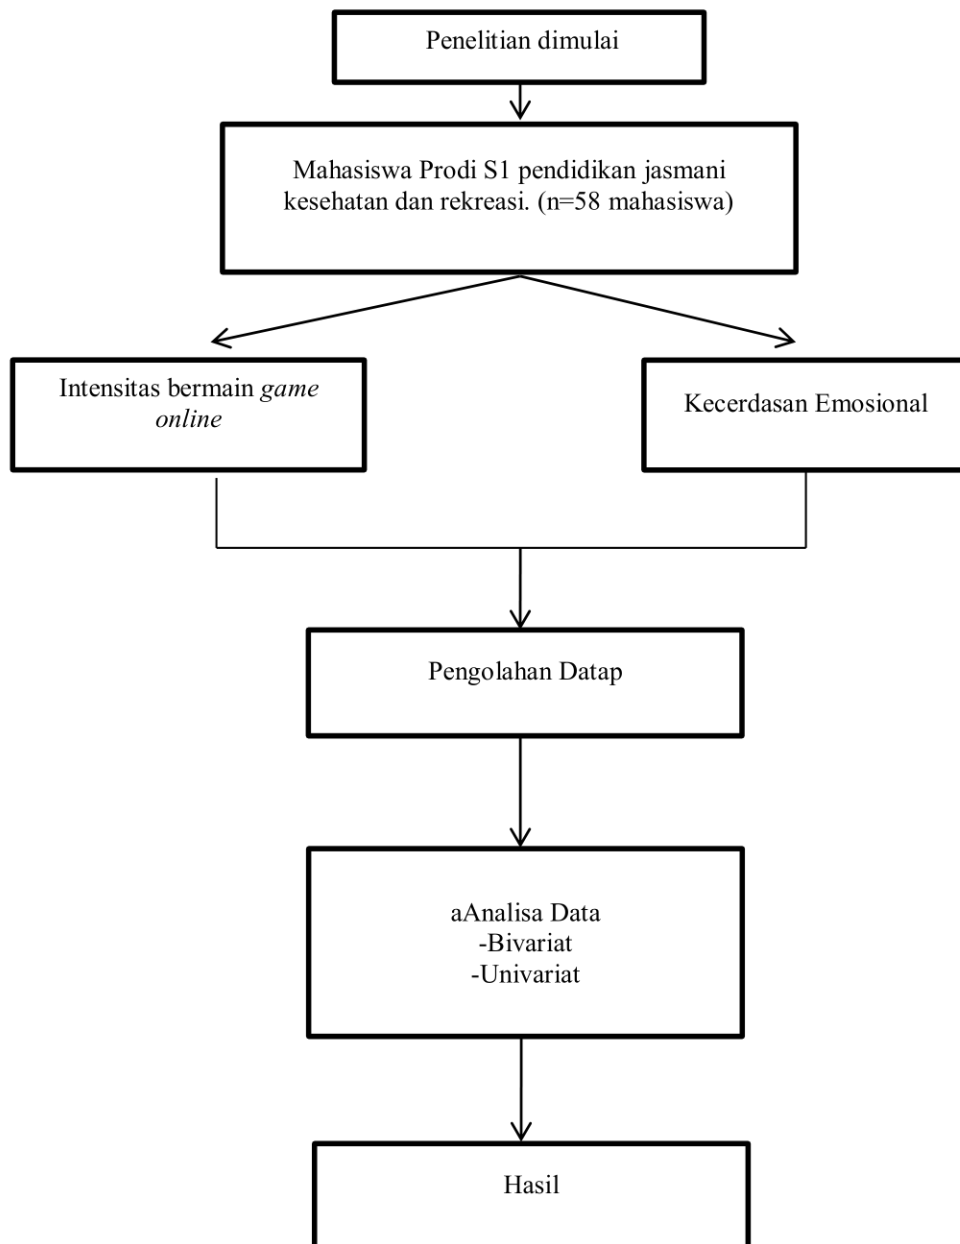 Penelitian dimulai
Mahasiswa Prodi S1 pendidikan jasmani
kesehatan dan rekreasi. (n=58 mahasiswa)
Intensitas bermain game
online
Kecerdasan Emosional
Pengolahan Datap
aAnalisa Data
-Bivariat
-Univariat
Hasil